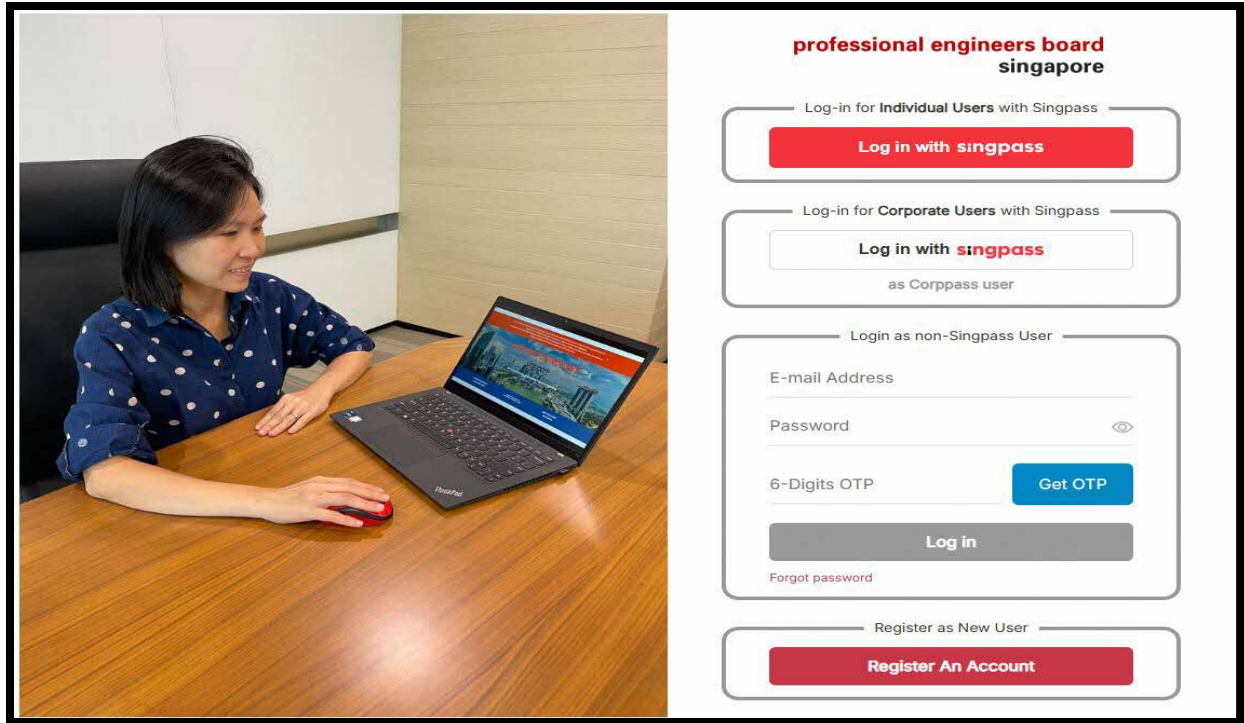 professional engineers board
singapore
Log-in for Individual Users with Singpass
Log in with singpass
Log-in for Corporate Users with Singpass
Log in with singpass
as Corppass user
Login as non-Singpass User
E-mail Address
Password
6-Digits OTP
Get OTP
Log in
Forgot password
Register as New User
Register An Account
ThinkPad